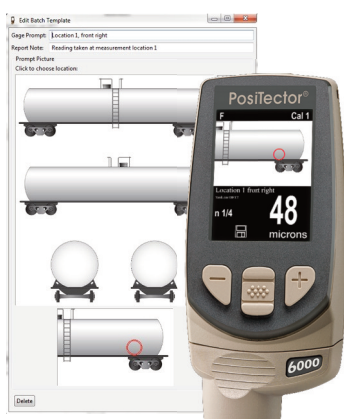 Edit Batch Template
Gage Prompt: Location 1, front right
Report Note: Reading taken at measurement location 1
Prompt Picture
Click to choose location:
Delete
PosiTector®
F Cal 1
Location 1 front right
n 1/4
48
microns
6000